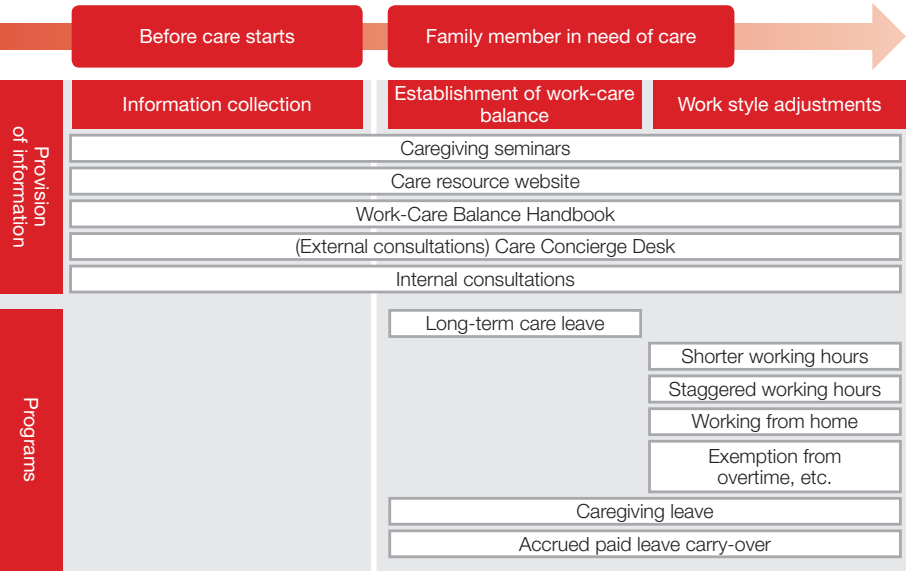 Before care starts
Family member in need of care
Information collection
Establishment of work-care
balance
Work style adjustments
Provision
of information
Caregiving seminars
Care resource website
Work-Care Balance Handbook
(External consultations) Care Concierge Desk
Internal consultations
Programs
Long-term care leave
Shorter working hours
Staggered working hours
Working from home
Exemption from
overtime, etc.
Caregiving leave
Accrued paid leave carry-over